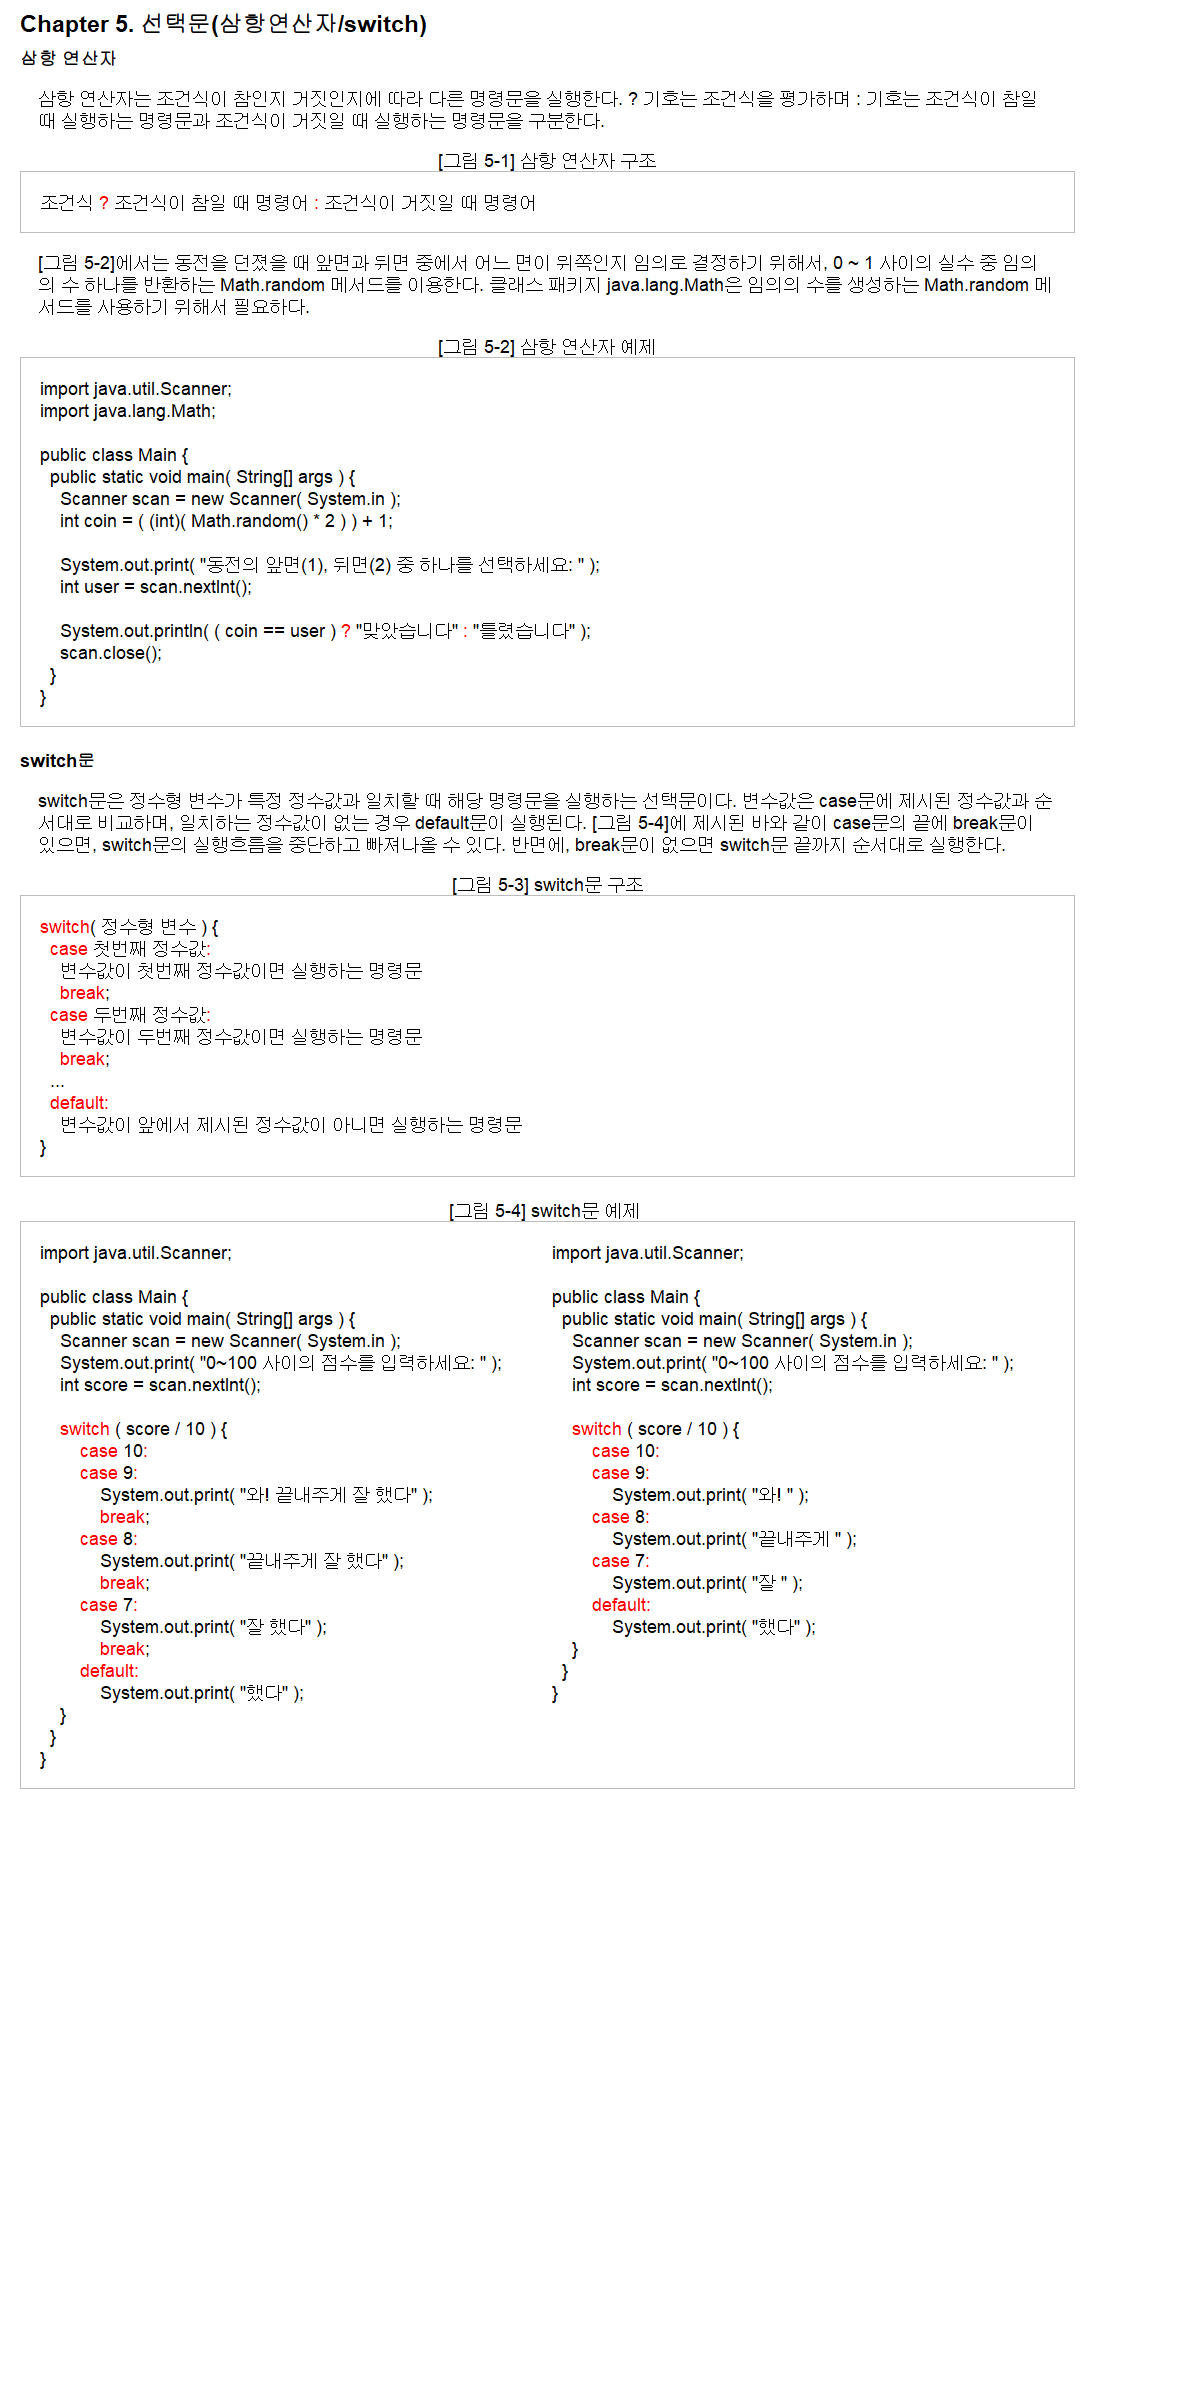 Chapter 5. 선택문(삼항연산자/switch)
삼항 연산자
삼항 연산자는 조건식이 참인지 거짓인지에 따라 다른 명령문을 실행한다. ? 기호는 조건식을 평가하며 : 기호는 조건식이 참일
때 실행하는 명령문과 조건식이 거짓일 때 실행하는 명령문을 구분한다.
[그림 5-1] 삼항 연산자 구조
조건식 ? 조건식이 참일 때 명령어 : 조건식이 거짓일 때 명령어
[그림 5-2]에서는 동전을 던졌을 때 앞면과 뒤면 중에서 어느 면이 위쪽인지 임의로 결정하기 위해서, 0 ~ 1 사이의 실수 중 임의
의 수 하나를 반환하는 Math.random 메서드를 이용한다. 클래스 패키지 java.lang.Math은 임의의 수를 생성하는 Math.random 메
서드를 사용하기 위해서 필요하다.
[그림 5-2] 삼항 연산자 예제
import java.util.Scanner;
import java.lang.Math;
public class Main {
public static void main( String[] args ) {
Scanner scan = new Scanner( System.in );
int coin = ( (int)( Math.random() * 2 ) ) + 1;
System.out.print( "동전의 앞면(1), 뒤면(2) 중 하나를 선택하세요: " );
int user = scan.nextInt();
System.out.println( ( coin == user ) ? "맞았습니다" : "틀렸습니다" );
scan.close();
}
}
switch문
switch문은 정수형 변수가 특정 정수값과 일치할 때 해당 명령문을 실행하는 선택문이다. 변수값은 case문에 제시된 정수값과 순
서대로 비교하며, 일치하는 정수값이 없는 경우 default문이 실행된다. [그림 5-4]에 제시된 바와 같이 case문의 끝에 break문이
있으면, switch문의 실행흐름을 중단하고 빠져나올 수 있다. 반면에, break문이 없으면 switch문 끝까지 순서대로 실행한다.
[그림 5-3] switch문 구조
switch( 정수형 변수 ) {
case 첫번째 정수값:
변수값이 첫번째 정수값이면 실행하는 명령문
break;
case 두번째 정수값:
변수값이 두번째 정수값이면 실행하는 명령문
break;
...
default:
변수값이 앞에서 제시된 정수값이 아니면 실행하는 명령문
}
[그림 5-4] switch문 예제
import java.util.Scanner;
public class Main {
public static void main( String[] args ) {
Scanner scan = new Scanner( System.in );
System.out.print( "0~100 사이의 점수를 입력하세요: " );
int score = scan.nextInt();
switch ( score / 10 ) {
case 10:
case 9:
System.out.print( "와! 끝내주게 잘 했다" );
break;
case 8:
System.out.print( "끝내주게 잘 했다" );
break;
case 7:
System.out.print( "잘 했다" );
break;
default:
System.out.print( "했다" );
}
}
}
import java.util.Scanner;
public class Main {
public static void main( String[] args ) {
Scanner scan = new Scanner( System.in );
System.out.print( "0~100 사이의 점수를 입력하세요: " );
int score = scan.nextInt();
switch ( score / 10 ) {
case 10:
case 9:
System.out.print( "와! " );
case 8:
System.out.print( "끝내주게 " );
case 7:
System.out.print( "잘 " );
default:
System.out.print( "했다" );
}
}
}